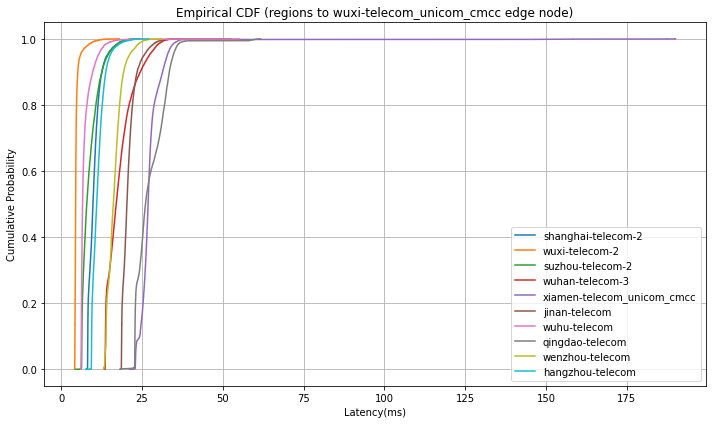 Empirical CDF (regions to wuxi-telecom_unicom_cmcc edge node)
1.0
0.8
0.6
0.4
0.2
0.0
Cumulative Probability
shanghai-telecom-2
wuxi-telecom-2
suzhou-telecom-2
wuhan-telecom-3
xiamen-telecom_unicom_cmcc
jinan-telecom
wuhu-telecom
qingdao-telecom
wenzhou-telecom
hangzhou-telecom
0 25 50 75 100 125 150 175
Latency(ms)